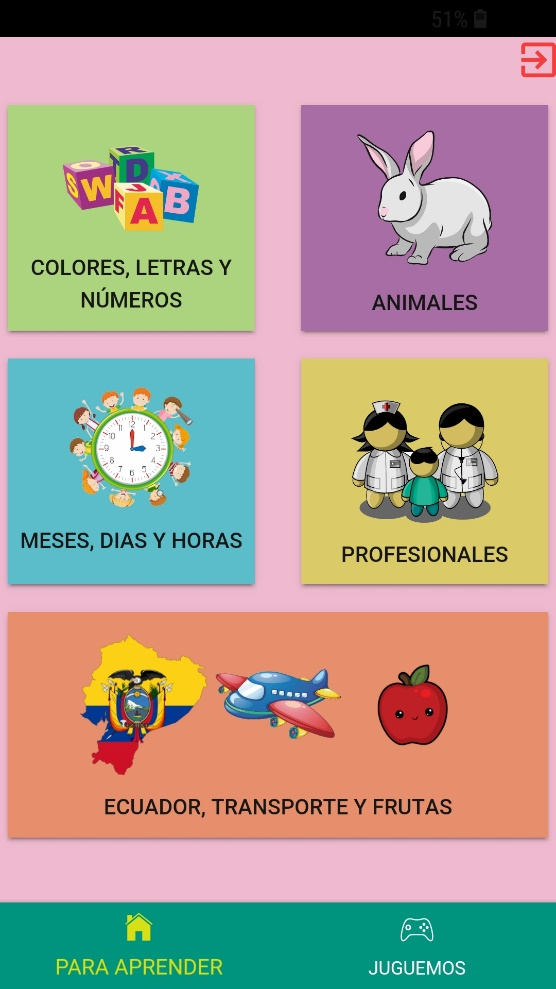 51%
COLORES, LETRAS Y
NÚMEROS
ANIMALES
MESES, DIAS Y HORAS
PROFESIONALES
ECUADOR, TRANSPORTE Y FRUTAS
PARA APRENDER
JUGUEMOS